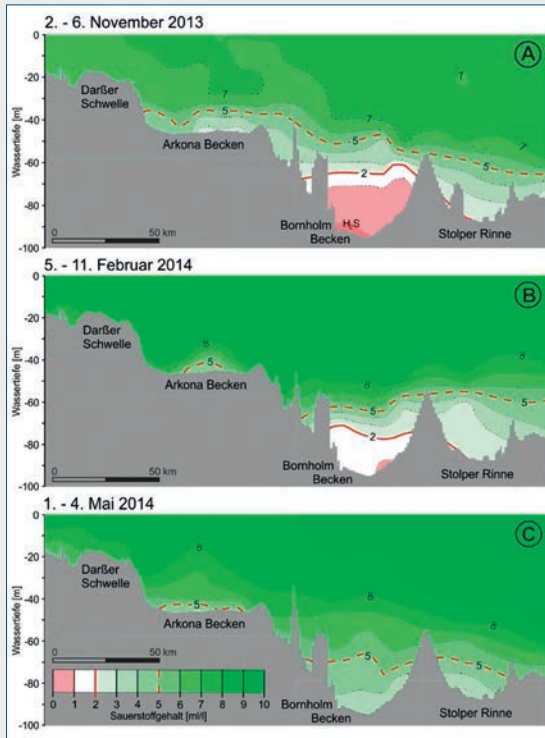 2. - 6. November 2013
A
0
-20
-40
-60
-80
-100
Wassertiefe [m]
Darßer
Schwelle
Arkona Becken
Bornholm
Becken
Stolper Rinne
H₂S
7
7
7
7
5
5
5
2
0
50 km
5. - 11. Februar 2014
B
0
-20
-40
-60
-80
-100
Wassertiefe [m]
Darßer
Schwelle
Arkona Becken
Bornholm
Becken
Stolper Rinne
8
8
8
5
5
5
2
0
50 km
1. - 4. Mai 2014
C
0
-20
-40
-60
-80
-100
Wassertiefe [m]
Darßer
Schwelle
Arkona Becken
Bornholm
Becken
Stolper Rinne
8
8
8
5
5
5
0
50 km
0 1 2 3 4 5 6 7 8 9 10
Sauerstoffgehalt [ml/l]